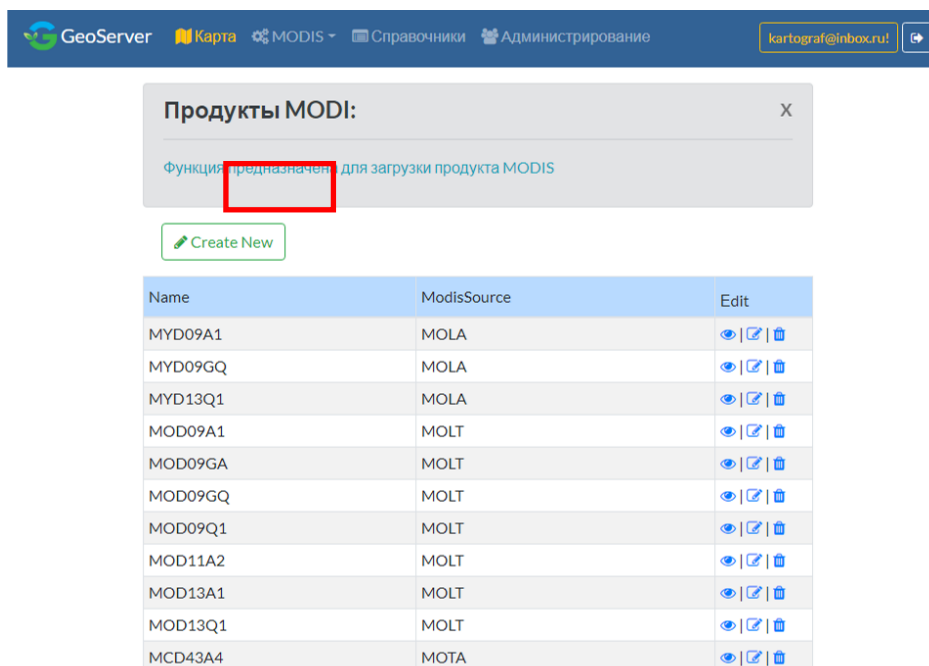 GeoServer Карта MODIS Справочники Администрирование kartograf@inbox.ru!
Продукты MODI: X
Функция предназначена для загрузки продукта MODIS
Create New
Name ModisSource Edit
MYD09A1 MOLA | |
MYD09GQ MOLA | |
MYD13Q1 MOLA | |
MOD09A1 MOLT | |
MOD09GA MOLT | |
MOD09GQ MOLT | |
MOD09Q1 MOLT | |
MOD11A2 MOLT | |
MOD13A1 MOLT | |
MOD13Q1 MOLT | |
MCD43A4 MOTA | |